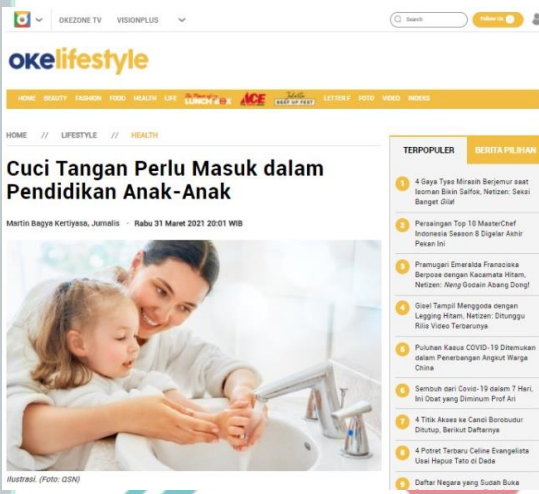 OKEZONE TV VISIONPLUS
Search
Follow Us
okelifestyle
HOME BEAUTY FASHION FOOD HEALTH LIFE LUNCH BOX ACE KEEP UP FEST LETTER F FOTO VIDEO INDEKS
HOME // LIFESTYLE // HEALTH
Cuci Tangan Perlu Masuk dalam
Pendidikan Anak-Anak
Martin Bagya Kertiyasa, Jurnalis - Rabu 31 Maret 2021 20:01 WIB
Ilustrasi. (Foto: QSN)
TERPOPULER BERITA PILIHAN
1 4 Gaya Tyas Mirasih Berjemur saat
Isoman Bikin Salfok, Netizen: Seksi
Banget Gila!
2 Persaingan Top 10 MasterChef
Indonesia Season 8 Digelar Akhir
Pekan Ini
3 Pramugari Emeralda Fransiska
Berpose dengan Kacamata Hitam,
Netizen: Neng Godain Abang Dong!
4 Gisel Tampil Menggoda dengan
Legging Hitam, Netizen: Ditunggu
Rilis Video Terbarunya
5 Puluhan Kasus COVID-19 Ditemukan
dalam Penerbangan Angkut Warga
China
6 Sembuh dari Covid-19 dalam 7 Hari,
Ini Obat yang Diminum Prof Ari
7 4 Titik Akses ke Candi Borobudur
Ditutup, Berikut Daftarnya
8 4 Potret Terbaru Celine Evangelista
Usai Hapus Tato di Dada
9 Daftar Negara yang Sudah Buka